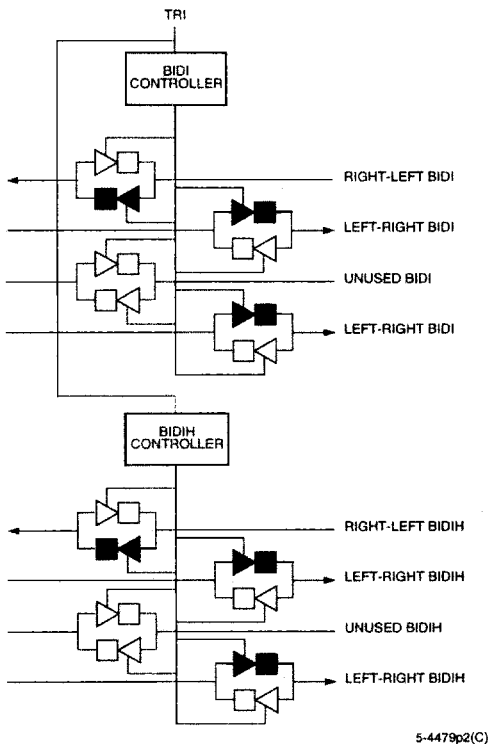 TRI
BIDI
CONTROLLER
RIGHT-LEFT BIDI
LEFT-RIGHT BIDI
UNUSED BIDI
LEFT-RIGHT BIDI
BIDIH
CONTROLLER
RIGHT-LEFT BIDIH
LEFT-RIGHT BIDIH
UNUSED BIDIH
LEFT-RIGHT BIDIH
5-4479p2(C)